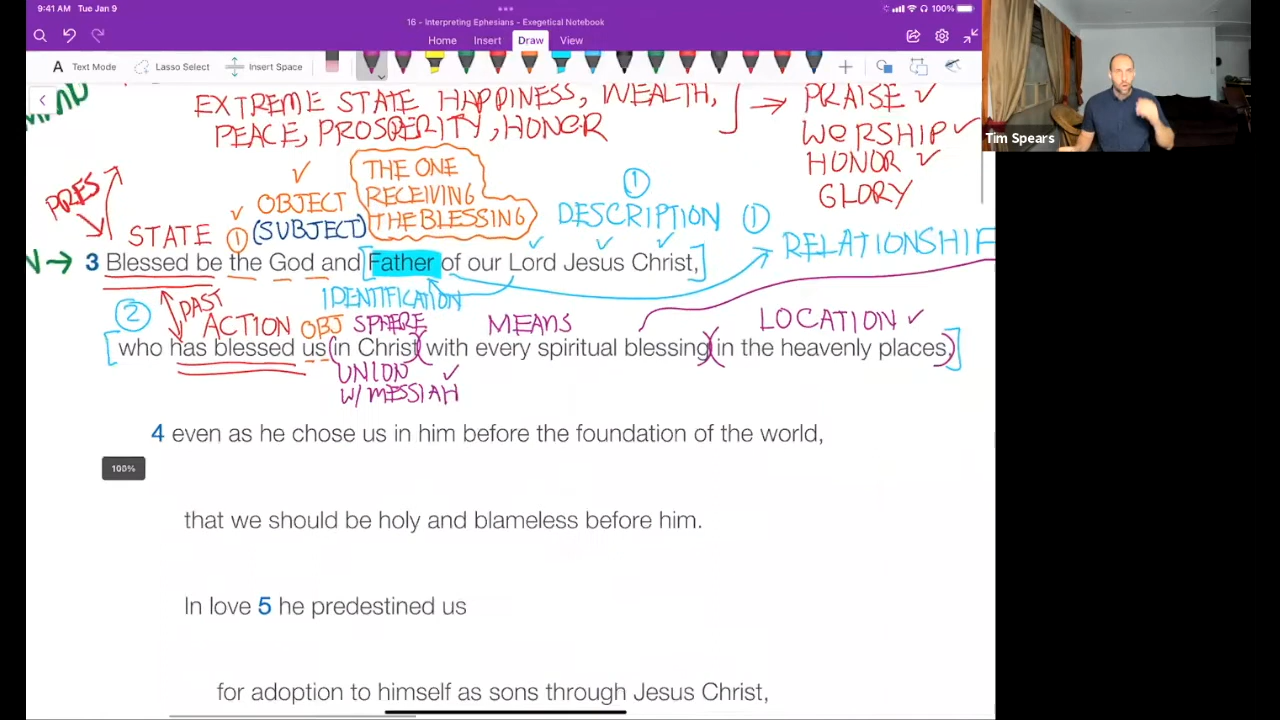 9:41 AM Tue Jan 9
100%
16 - Interpreting Ephesians - Exegetical Notebook
Home Insert Draw View
A Text Mode Lasso Select Insert Space
EXTREME STATE HAPPINESS, WEALTH, → PRAISE ✓
PEACE, PROSPERITY, HONOR WORSHIP ✓
Tim Spears
HONOR ✓
GLORY
THE ONE
RECEIVING
THE BLESSING
PRES
OBJECT
(SUBJECT)
STATE
1
1
DESCRIPTION
1
RELATIONSHIP
3 Blessed be the God and [Father of our Lord Jesus Christ,]
IDENTIFICATION
2
PAST
ACTION OBJ SPHERE MEANS LOCATION ✓
[who has blessed us (in Christ)(with every spiritual blessing)(in the heavenly places,)]
UNION ✓
W/MESSIAH
4 even as he chose us in him before the foundation of the world,
100%
that we should be holy and blameless before him.
In love 5 he predestined us
for adoption to himself as sons through Jesus Christ,